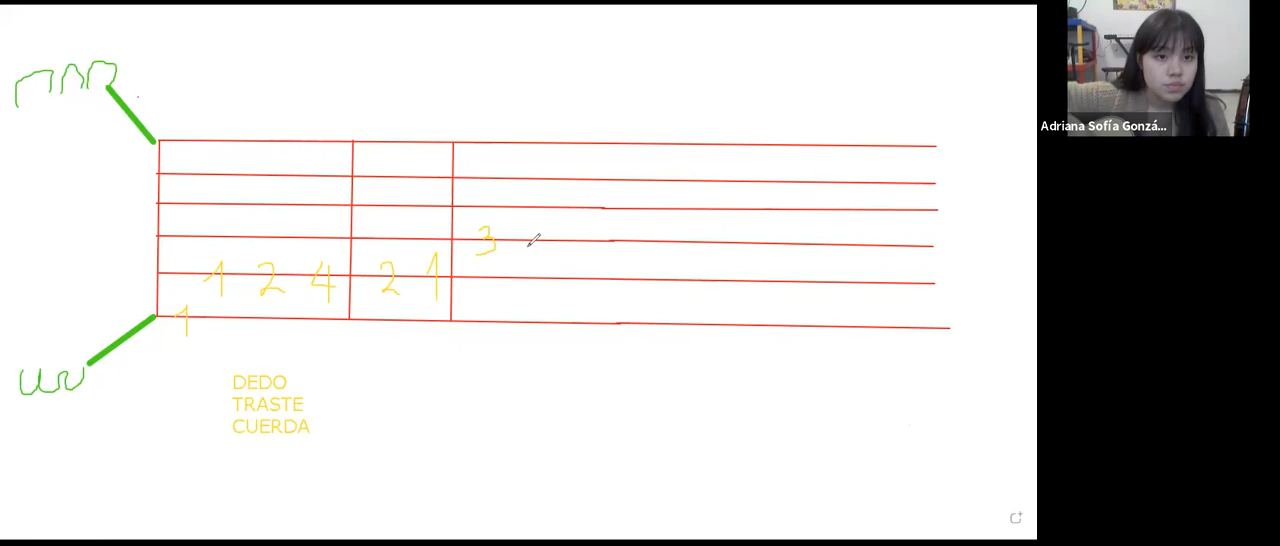 Adriana Sofía Gonzá...
3
1 2 4 2 1
1
DEDO
TRASTE
CUERDA